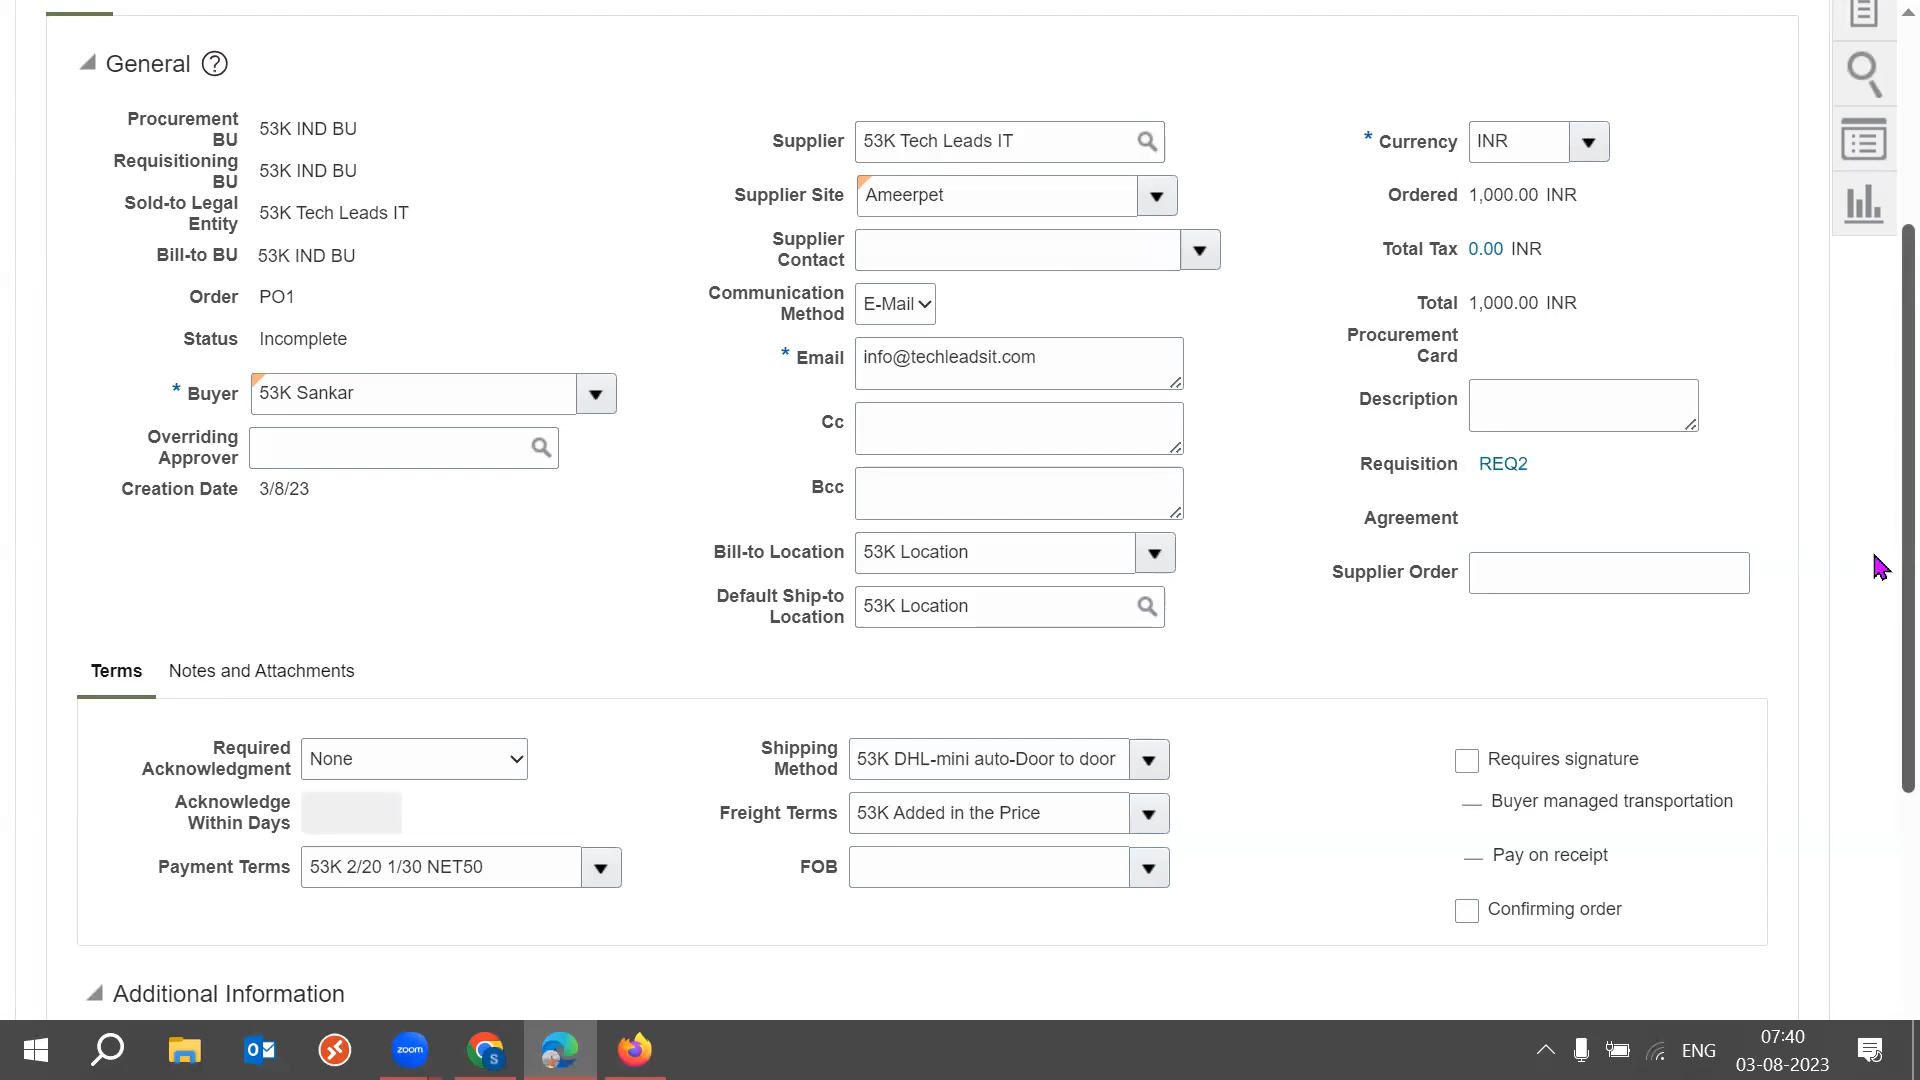 General ?
Procurement
BU
53K IND BU
Requisitioning
BU
53K IND BU
Sold-to Legal
Entity
53K Tech Leads IT
Bill-to BU 53K IND BU
Order PO1
Status Incomplete
* Buyer 53K Sankar
Overriding
Approver
Creation Date 3/8/23
Supplier 53K Tech Leads IT
Supplier Site Ameerpet
Supplier
Contact
Communication
Method
E-Mail
* Email info@techleadsit.com
Cc
Bcc
Bill-to Location 53K Location
Default Ship-to
Location
53K Location
* Currency INR
Ordered 1,000.00 INR
Total Tax 0.00 INR
Total 1,000.00 INR
Procurement
Card
Description
Requisition REQ2
Agreement
Supplier Order
Terms Notes and Attachments
Required
Acknowledgment
None
Acknowledge
Within Days
Payment Terms 53K 2/20 1/30 NET50
Shipping
Method
53K DHL-mini auto-Door to door
Freight Terms 53K Added in the Price
FOB
Requires signature
Buyer managed transportation
Pay on receipt
Confirming order
Additional Information
zoom
S
ENG
07:40
03-08-2023